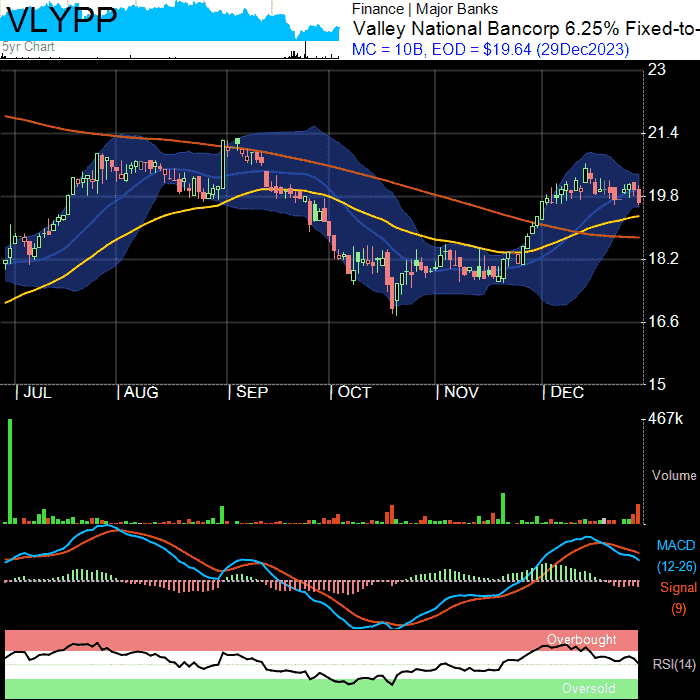 VLYPP
5yr Chart
Finance | Major Banks
Valley National Bancorp 6.25% Fixed-to-
MC = 10B, EOD = $19.64 (29Dec2023)
23
21.4
19.8
18.2
16.6
15
| JUL | AUG | SEP | OCT | NOV | DEC
467k
Volume
MACD
(12-26)
Signal
(9)
Overbought
RSI(14)
Oversold